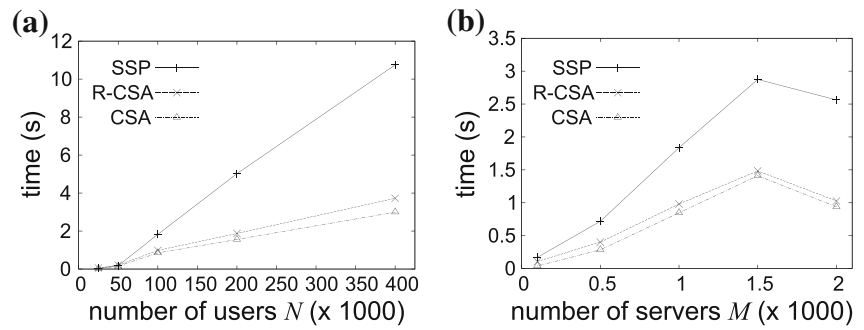 (a)
12
10
8
6
4
2
0
time (s)
SSP
R-CSA
CSA
0 50 100 150 200 250 300 350 400
number of users N (x 1000)
(b)
3.5
3
2.5
2
1.5
1
0.5
0
time (s)
SSP
R-CSA
CSA
0 0.5 1 1.5 2
number of servers M (x 1000)